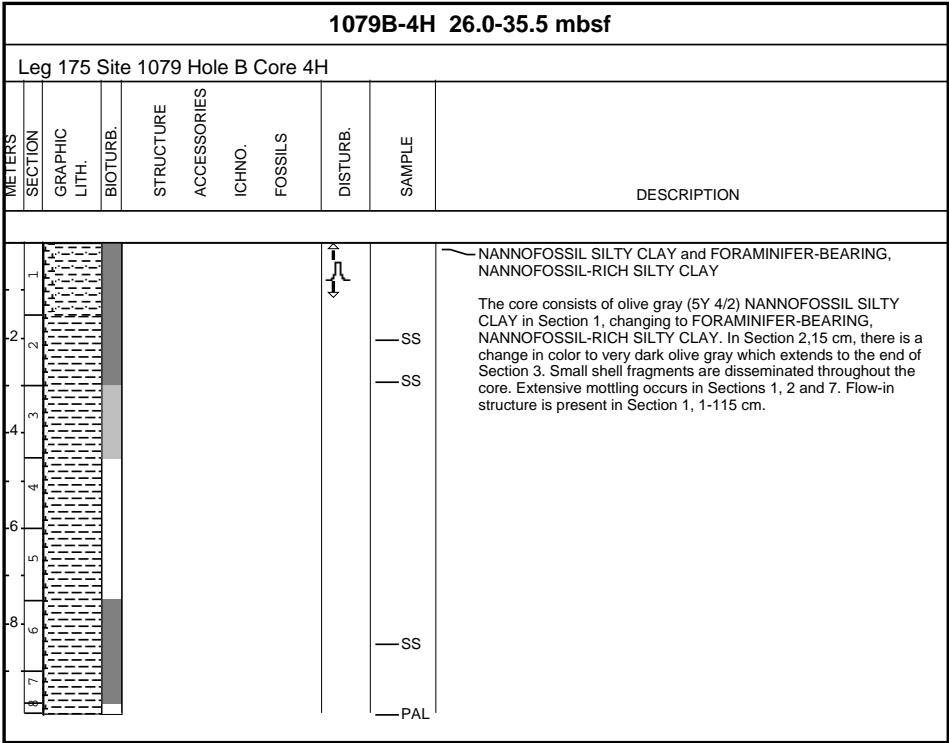 1079B-4H 26.0-35.5 mbsf
Leg 175 Site 1079 Hole B Core 4H
METERS
SECTION
GRAPHIC
LITH.
BIOTURB.
STRUCTURE
ACCESSORIES
ICHNO.
FOSSILS
DISTURB.
SAMPLE
DESCRIPTION
1
2
2
3
4
4
6
5
8
6
7
8
SS
SS
SS
PAL
NANNOFOSSIL SILTY CLAY and FORAMINIFER-BEARING,
NANNOFOSSIL-RICH SILTY CLAY
The core consists of olive gray (5Y 4/2) NANNOFOSSIL SILTY
CLAY in Section 1, changing to FORAMINIFER-BEARING,
NANNOFOSSIL-RICH SILTY CLAY. In Section 2,15 cm, there is a
change in color to very dark olive gray which extends to the end of
Section 3. Small shell fragments are disseminated throughout the
core. Extensive mottling occurs in Sections 1, 2 and 7. Flow-in
structure is present in Section 1, 1-115 cm.